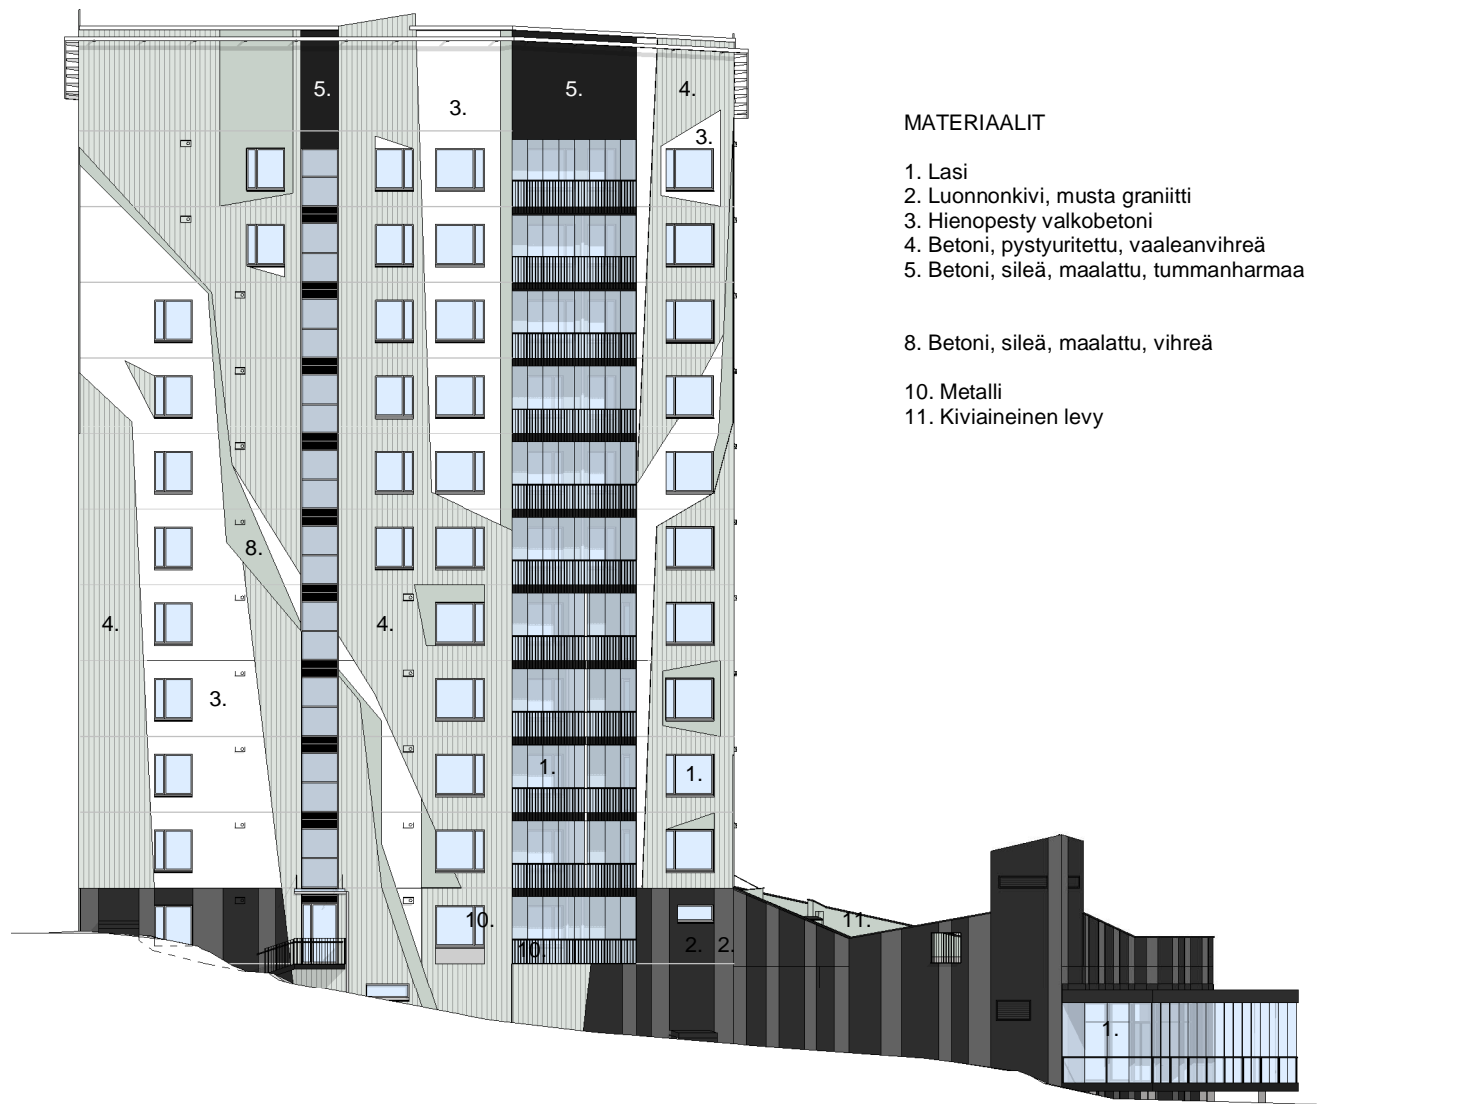 5.
5.
4.
3.
3.
MATERIAALIT
1. Lasi
2. Luonnonkivi, musta graniitti
3. Hienopesty valkobetoni
4. Betoni, pystyuritettu, vaaleanvihreä
5. Betoni, sileä, maalattu, tummanharmaa
8. Betoni, sileä, maalattu, vihreä
10. Metalli
11. Kiviaineinen levy
8.
4.
4.
3.
1.
1.
10.
11.
10.
2.
2.
1.